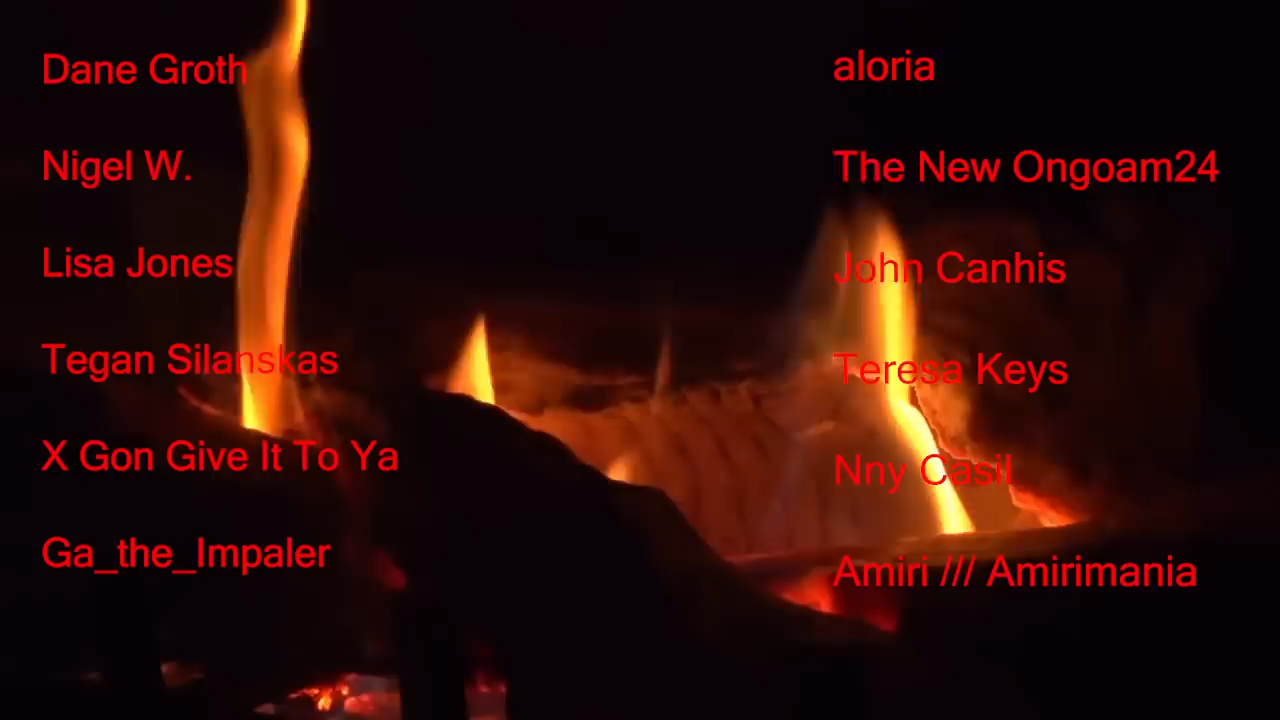 Dane Groth
Nigel W.
Lisa Jones
Tegan Silanskas
X Gon Give It To Ya
Ga_the_Impaler
aloria
The New Ongoam24
John Canhis
Teresa Keys
Nny Casil
Amiri /// Amirimania